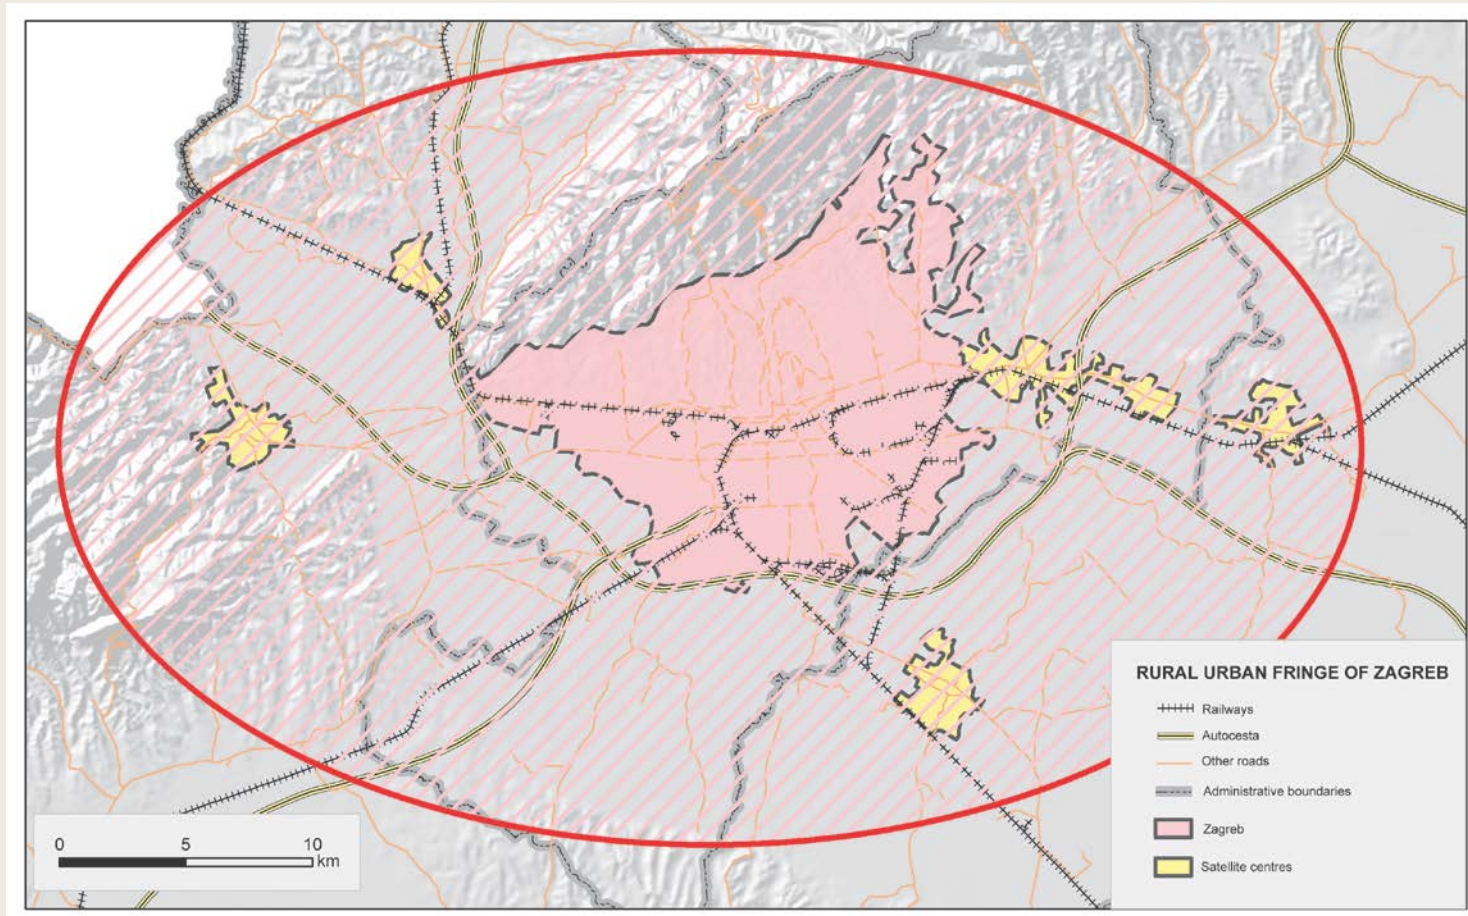 RURAL URBAN FRINGE OF ZAGREB
Railways
Autocesta
Other roads
Administrative boundaries
Zagreb
Satellite centres
0 5 10
km